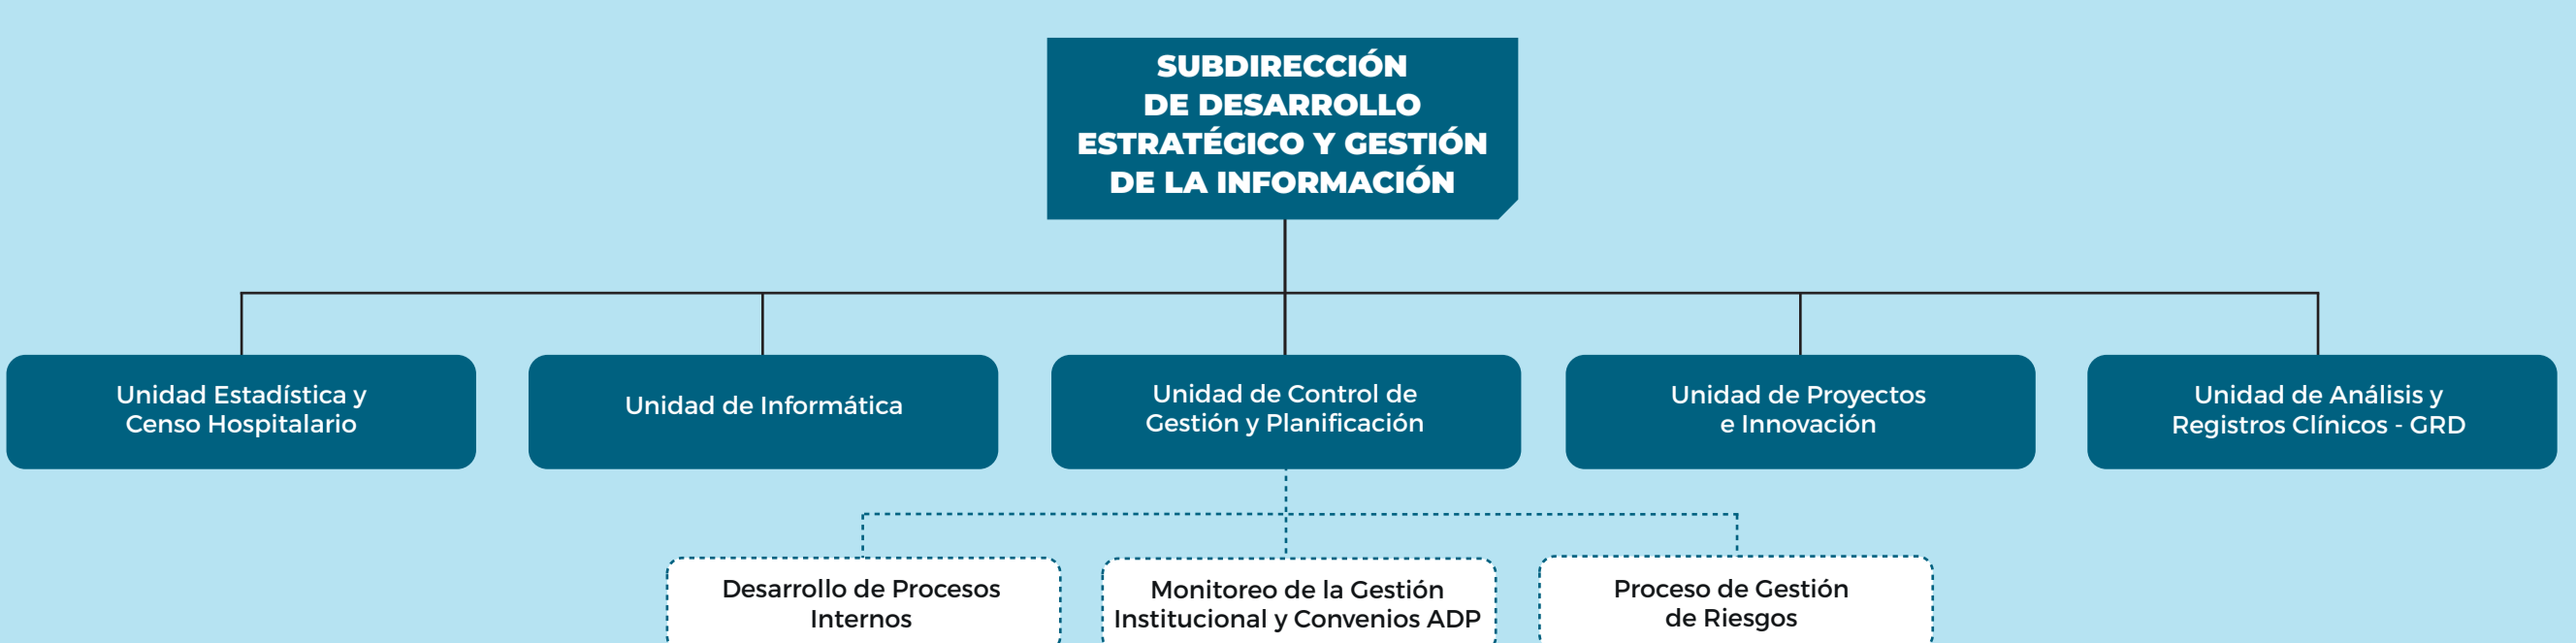 SUBDIRECCIÓN
DE DESARROLLO
ESTRATÉGICO Y GESTIÓN
DE LA INFORMACIÓN
Unidad Estadística y
Censo Hospitalario
Unidad de Informática
Unidad de Control de
Gestión y Planificación
Unidad de Proyectos
e Innovación
Unidad de Análisis y
Registros Clínicos - GRD
Desarrollo de Procesos
Internos
Monitoreo de la Gestión
Institucional y Convenios ADP
Proceso de Gestión
de Riesgos